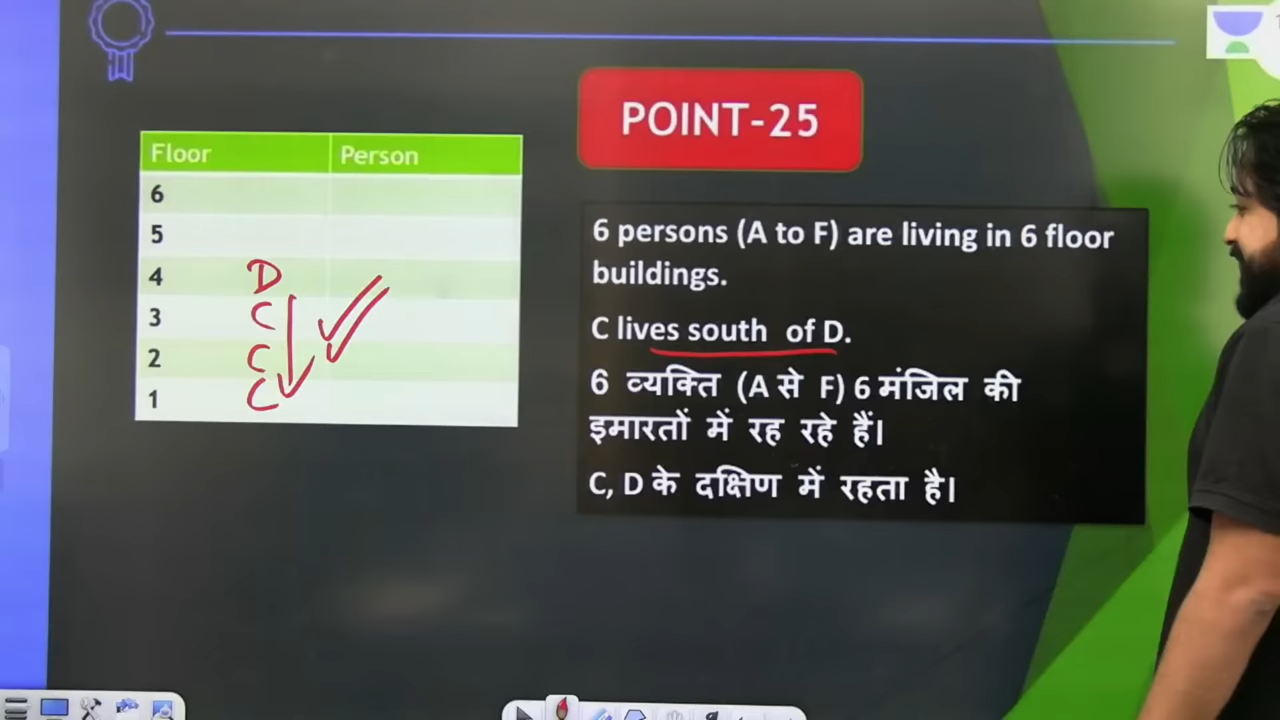 POINT-25
Floor Person
6
5
4 D
3 C
2 C
1 C
6 persons (A to F) are living in 6 floor
buildings.
C lives south of D.
6 व्यक्ति (A से F) 6 मंजिल की
इमारतों में रह रहे हैं।
C, D के दक्षिण में रहता है।